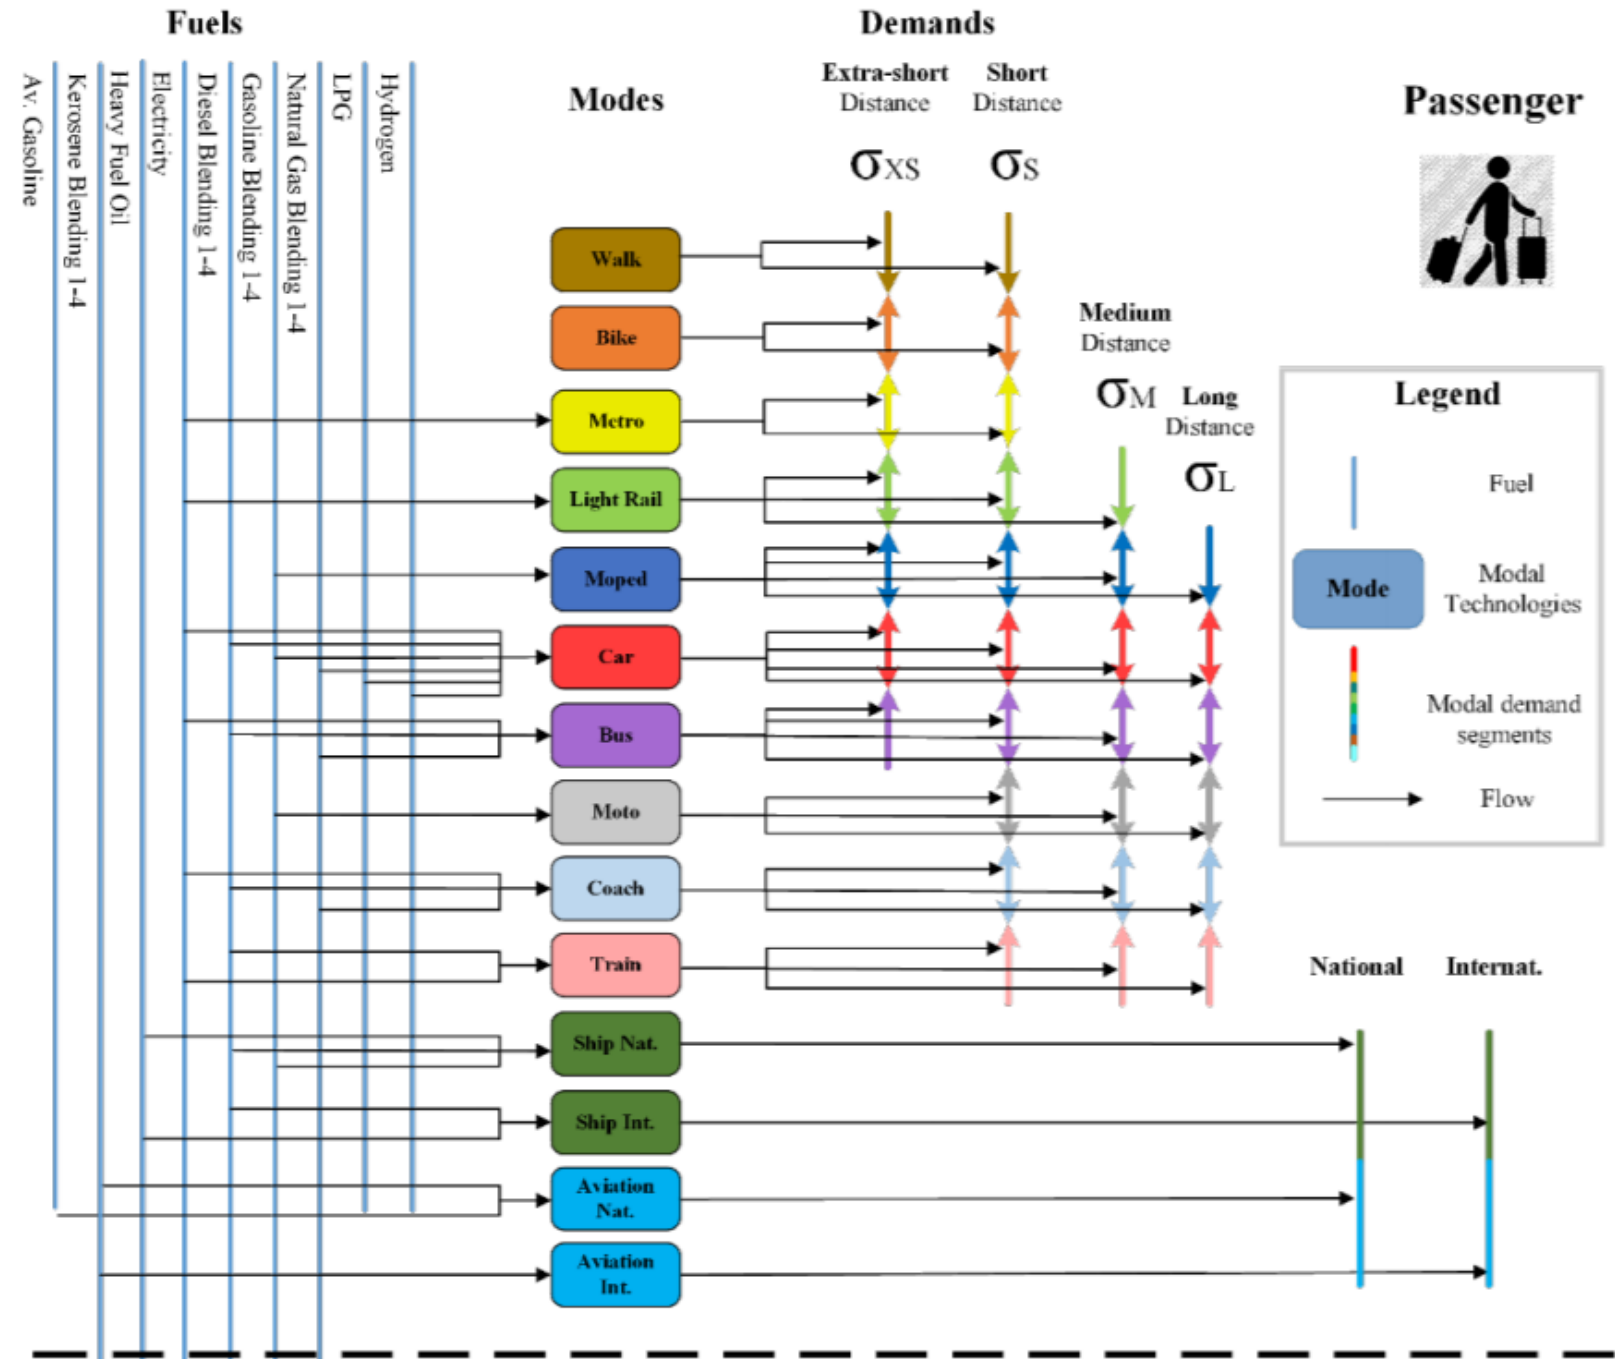 Fuels
Demands
Av. Gasoline
Kerosene Blending 1-4
Heavy Fuel Oil
Electricity
Diesel Blending 1-4
Gasoline Blending 1-4
Natural Gas Blending 1-4
LPG
Hydrogen
Modes
Extra-short
Distance
σXS
Short
Distance
σS
Passenger
Medium
Distance
σM
Long
Distance
σL
Walk
Bike
Metro
Light Rail
Moped
Car
Bus
Moto
Coach
Train
Ship Nat.
Ship Int.
Aviation
Nat.
Aviation
Int.
Legend
Fuel
Mode
Modal
Technologies
Modal demand
segments
Flow
National
Internat.